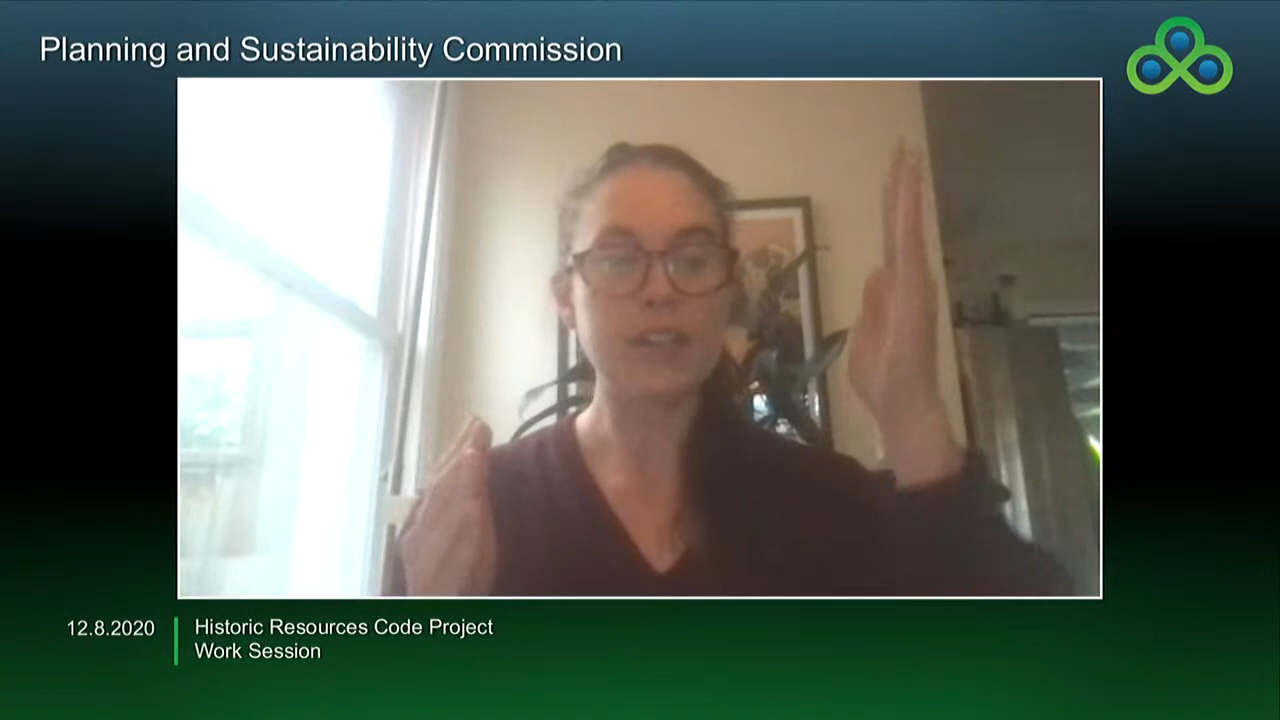 Planning and Sustainability Commission
12.8.2020
Historic Resources Code Project
Work Session